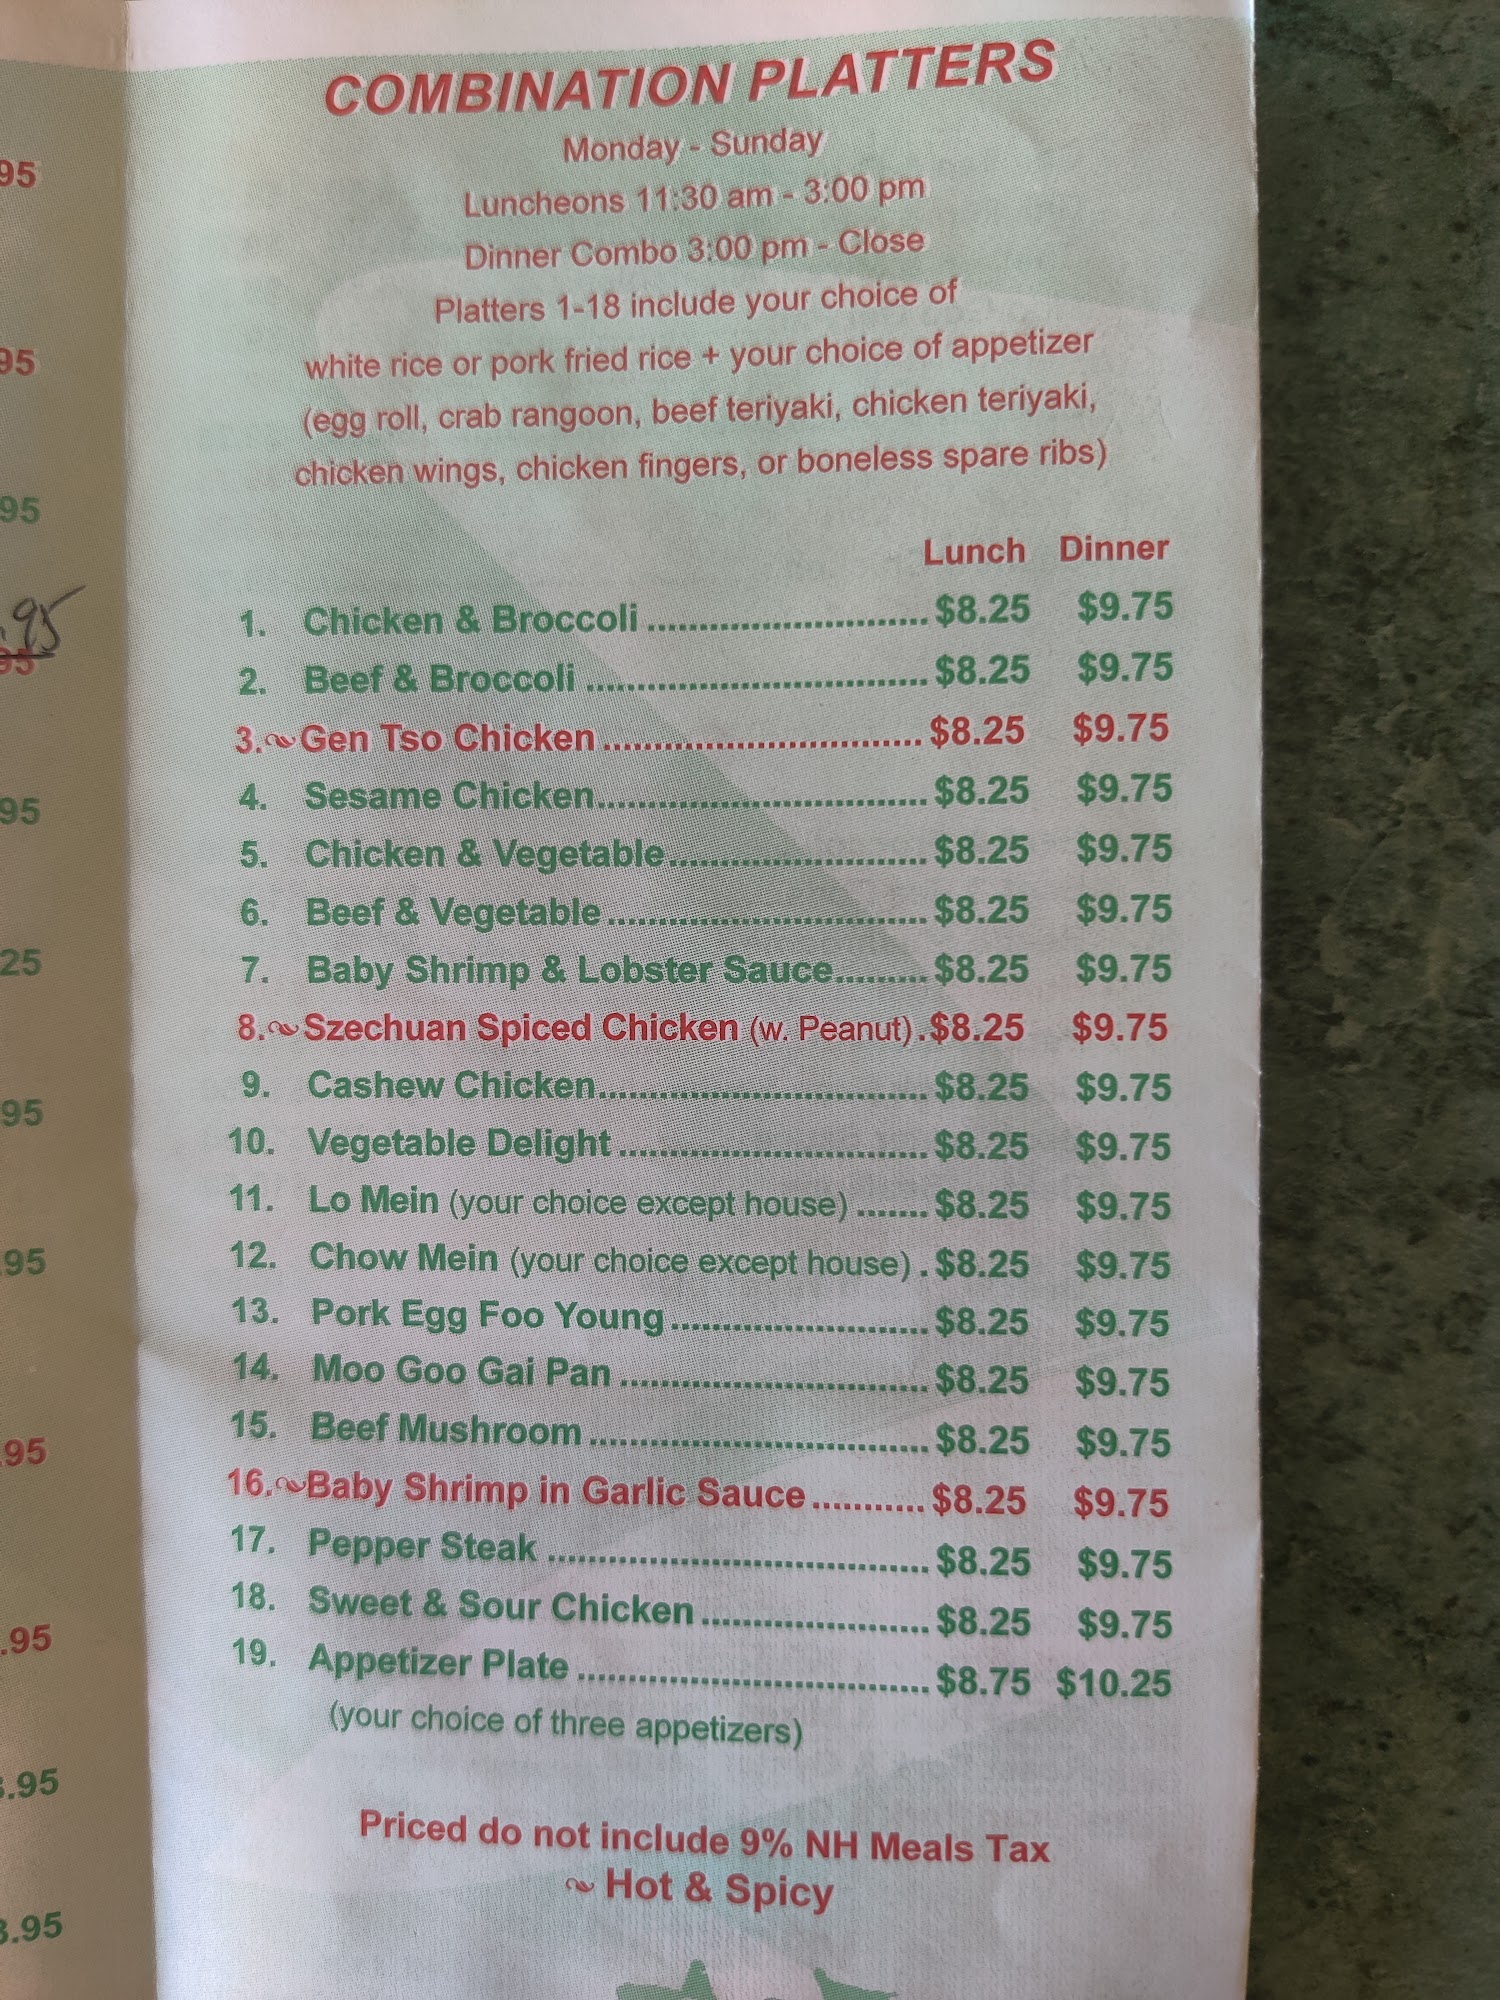 COMBINATION PLATTERS
Monday - Sunday
Luncheons 11:30 am - 3:00 pm
Dinner Combo 3:00 pm - Close
Platters 1-18 include your choice of
white rice or pork fried rice + your choice of appetizer
(egg roll, crab rangoon, beef teriyaki, chicken teriyaki,
chicken wings, chicken fingers, or boneless spare ribs)
Lunch Dinner
1. Chicken & Broccoli $8.25 $9.75
2. Beef & Broccoli $8.25 $9.75
3. Gen Tso Chicken $8.25 $9.75
4. Sesame Chicken $8.25 $9.75
5. Chicken & Vegetable $8.25 $9.75
6. Beef & Vegetable $8.25 $9.75
7. Baby Shrimp & Lobster Sauce $8.25 $9.75
8. Szechuan Spiced Chicken (w. Peanut) $8.25 $9.75
9. Cashew Chicken $8.25 $9.75
10. Vegetable Delight $8.25 $9.75
11. Lo Mein (your choice except house) $8.25 $9.75
12. Chow Mein (your choice except house) $8.25 $9.75
13. Pork Egg Foo Young $8.25 $9.75
14. Moo Goo Gai Pan $8.25 $9.75
15. Beef Mushroom $8.25 $9.75
16. Baby Shrimp in Garlic Sauce $8.25 $9.75
17. Pepper Steak $8.25 $9.75
18. Sweet & Sour Chicken $8.25 $9.75
19. Appetizer Plate $8.75 $10.25
(your choice of three appetizers)
Priced do not include 9% NH Meals Tax
Hot & Spicy